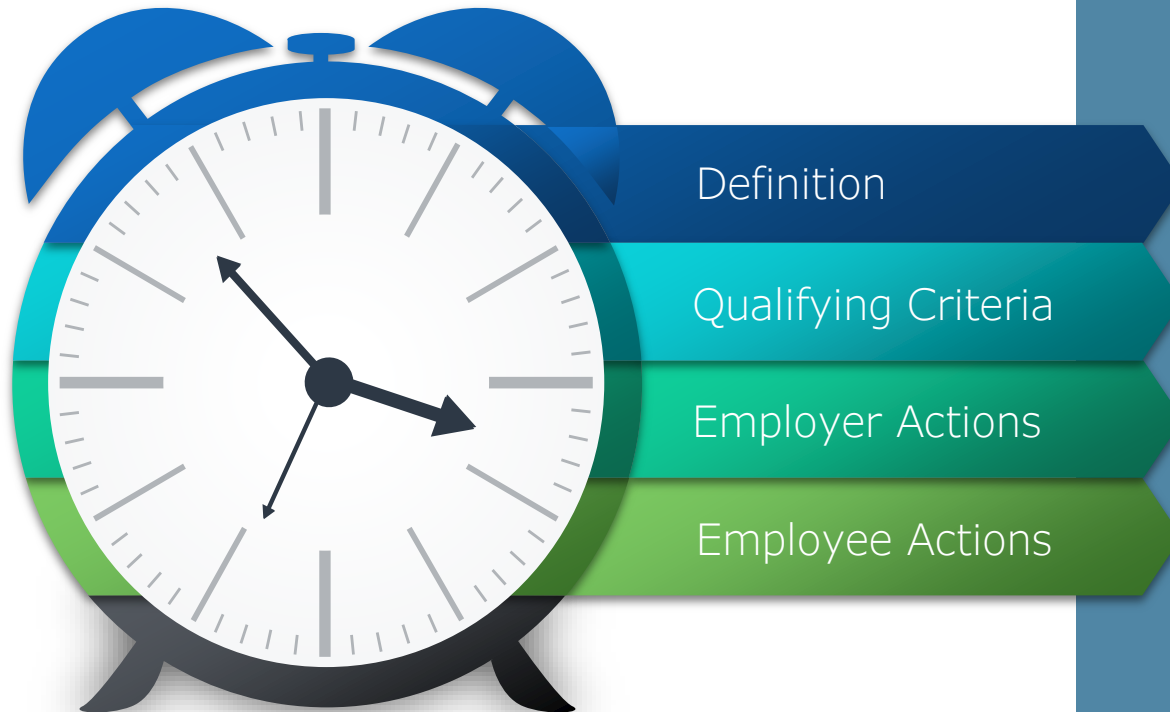 Definition
Qualifying Criteria
Employer Actions
Employee Actions